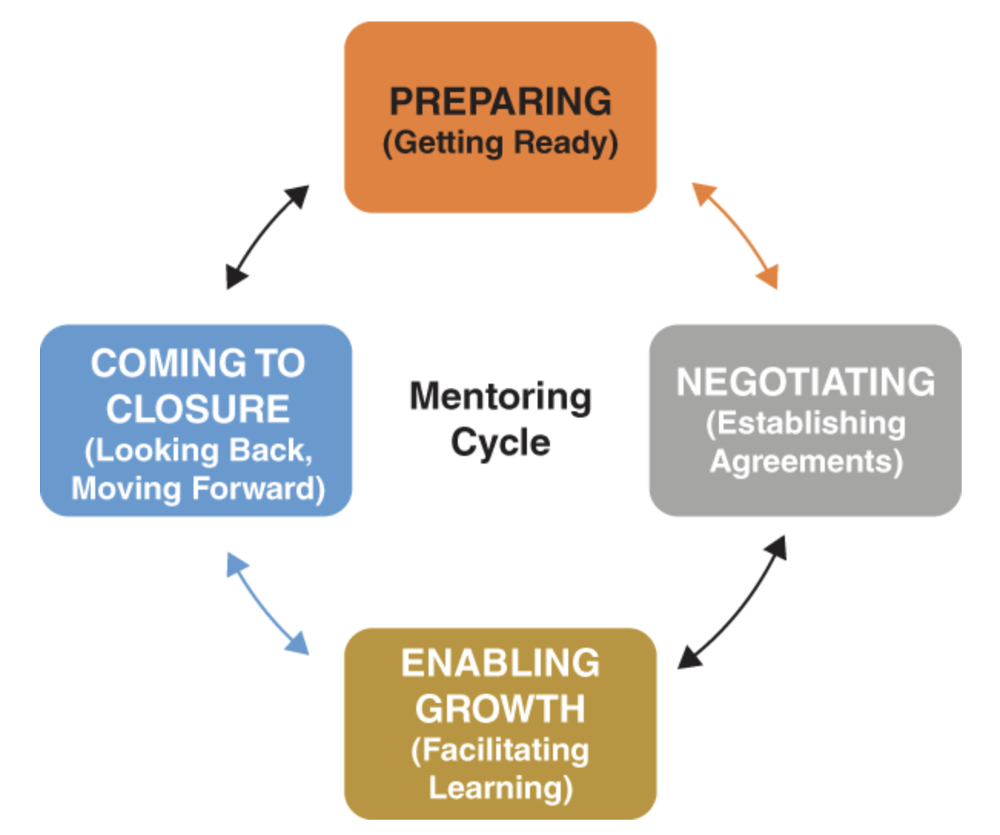 PREPARING
(Getting Ready)
COMING TO
CLOSURE
(Looking Back,
Moving Forward)
Mentoring
Cycle
NEGOTIATING
(Establishing
Agreements)
ENABLING
GROWTH
(Facilitating
Learning)